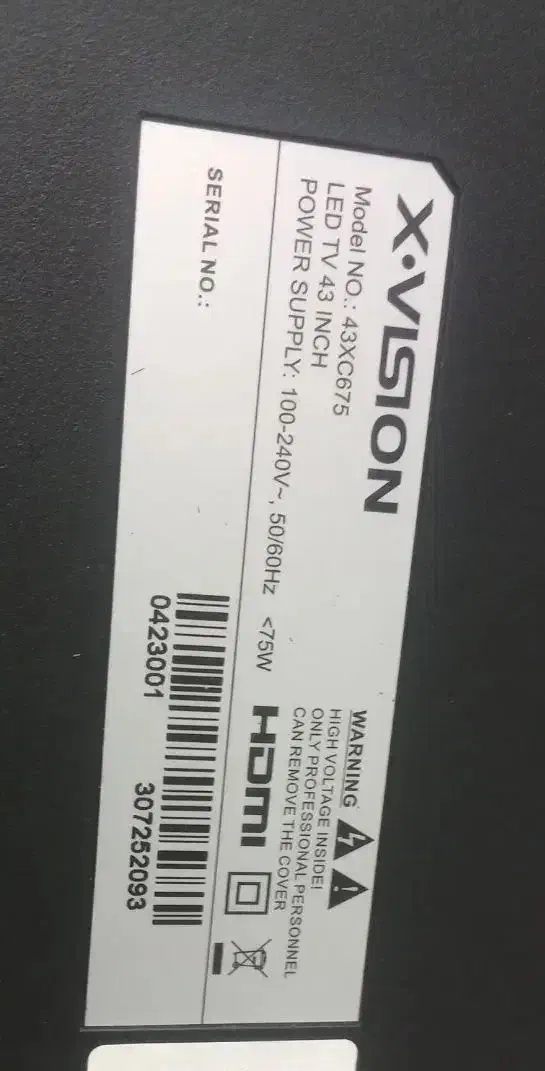 X·VISION
Model NO.: 43XC675
LED TV 43 INCH
POWER SUPPLY: 100-240V~, 50/60Hz <75W
WARNING
HIGH VOLTAGE INSIDE!
ONLY PROFESSIONAL PERSONNEL
CAN REMOVE THE COVER
HDMI
SERIAL NO.:
0423001 307252093